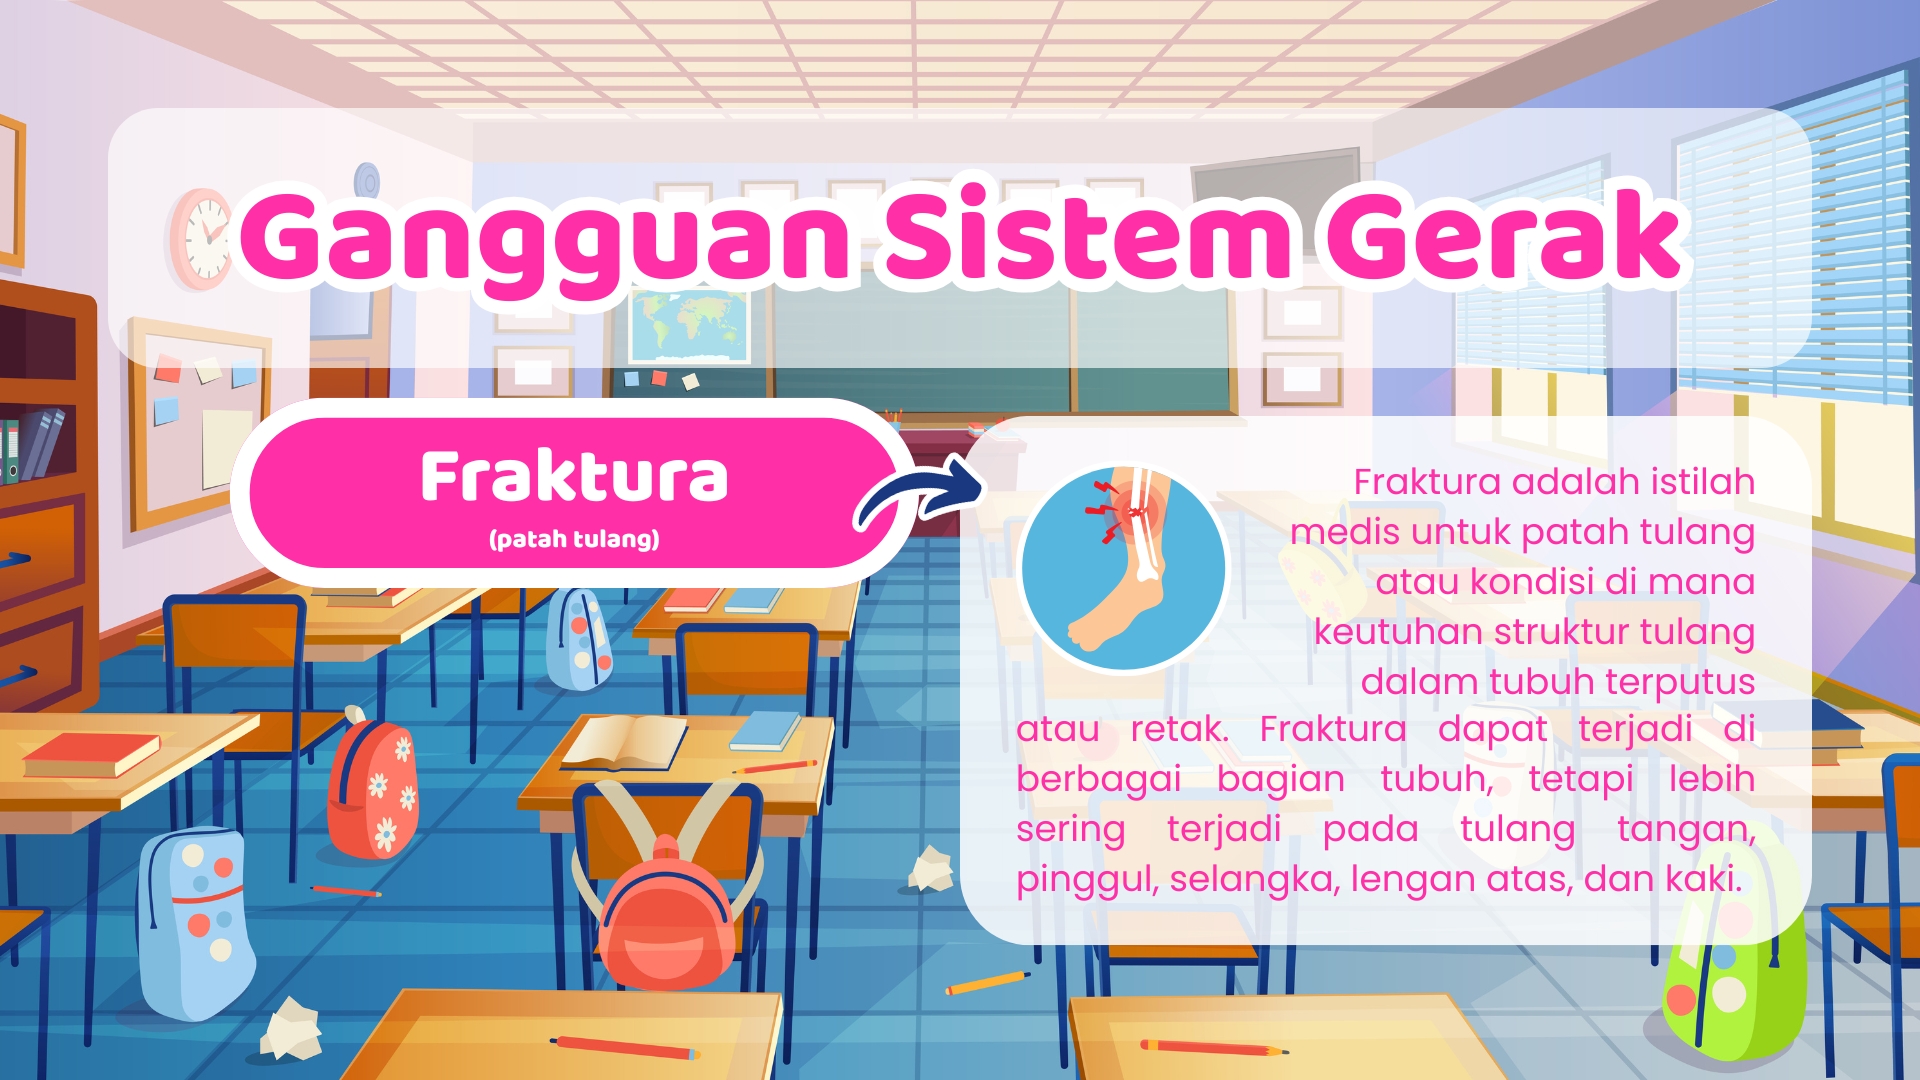 Gangguan Sistem Gerak
Fraktura
(patah tulang)
Fraktura adalah istilah
medis untuk patah tulang
atau kondisi di mana
keutuhan struktur tulang
dalam tubuh terputus
atau retak. Fraktura dapat terjadi di
berbagai bagian tubuh, tetapi lebih
sering terjadi pada tulang tangan,
pinggul, selangka, lengan atas, dan kaki.